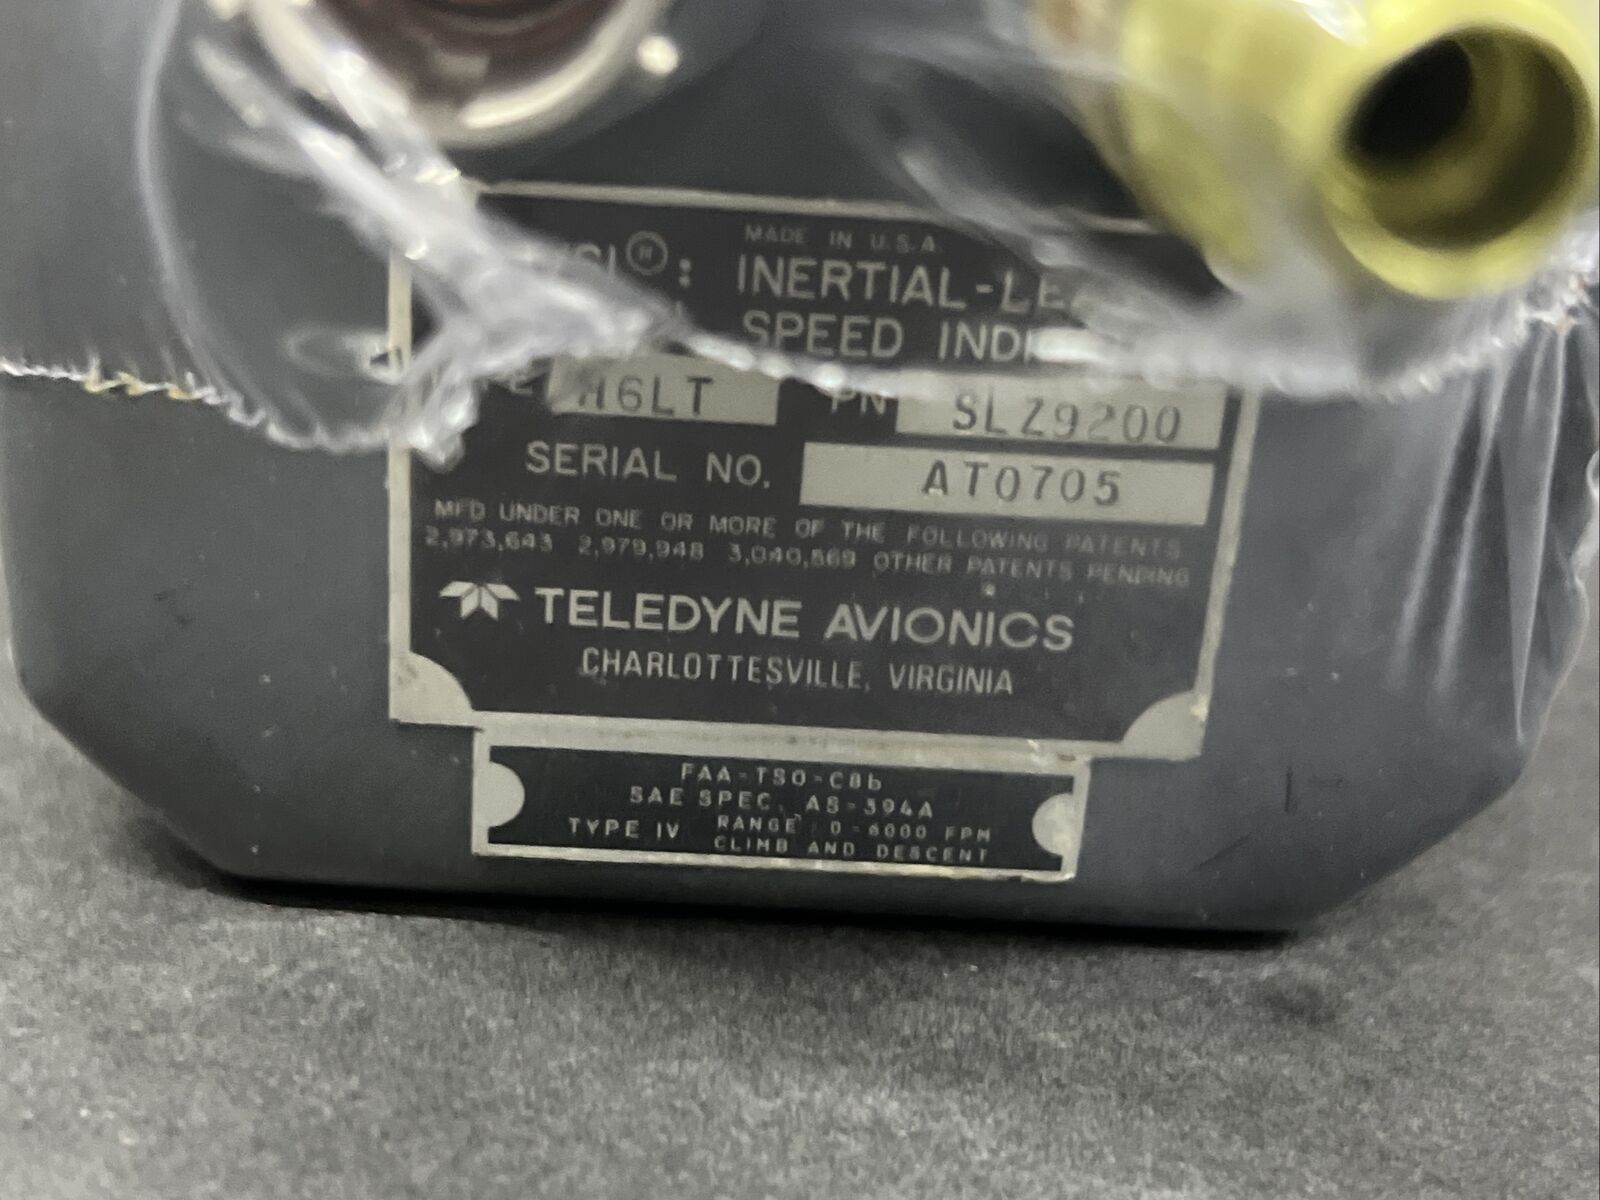 MADE IN U.S.A.
®: INERTIAL-LE
SPEED INDI
H6LT PN SLZ9200
SERIAL NO. AT0705
MFD UNDER ONE OR MORE OF THE FOLLOWING PATENTS
2,973,643 2,979,948 3,040,569 OTHER PATENTS PENDING
TELEDYNE AVIONICS
CHARLOTTESVILLE, VIRGINIA
FAA-TSO-C8b
SAE SPEC. AS-394A
TYPE IV RANGE 0-6000 FPM
CLIMB AND DESCENT